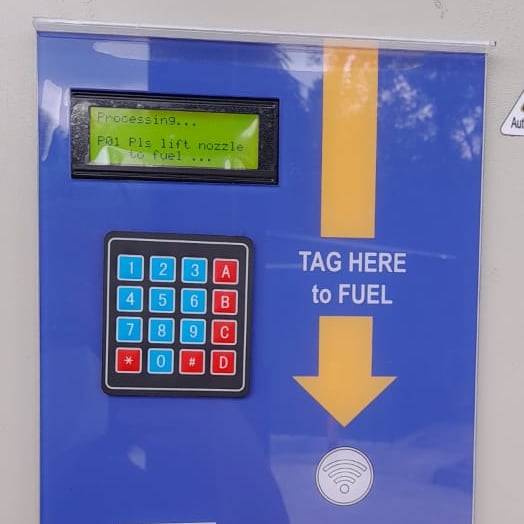 Processing...
P01 Pls lift nozzle
to fuel ...
1 2 3 A
4 5 6 B
7 8 9 C
* 0 # D
TAG HERE
to FUEL